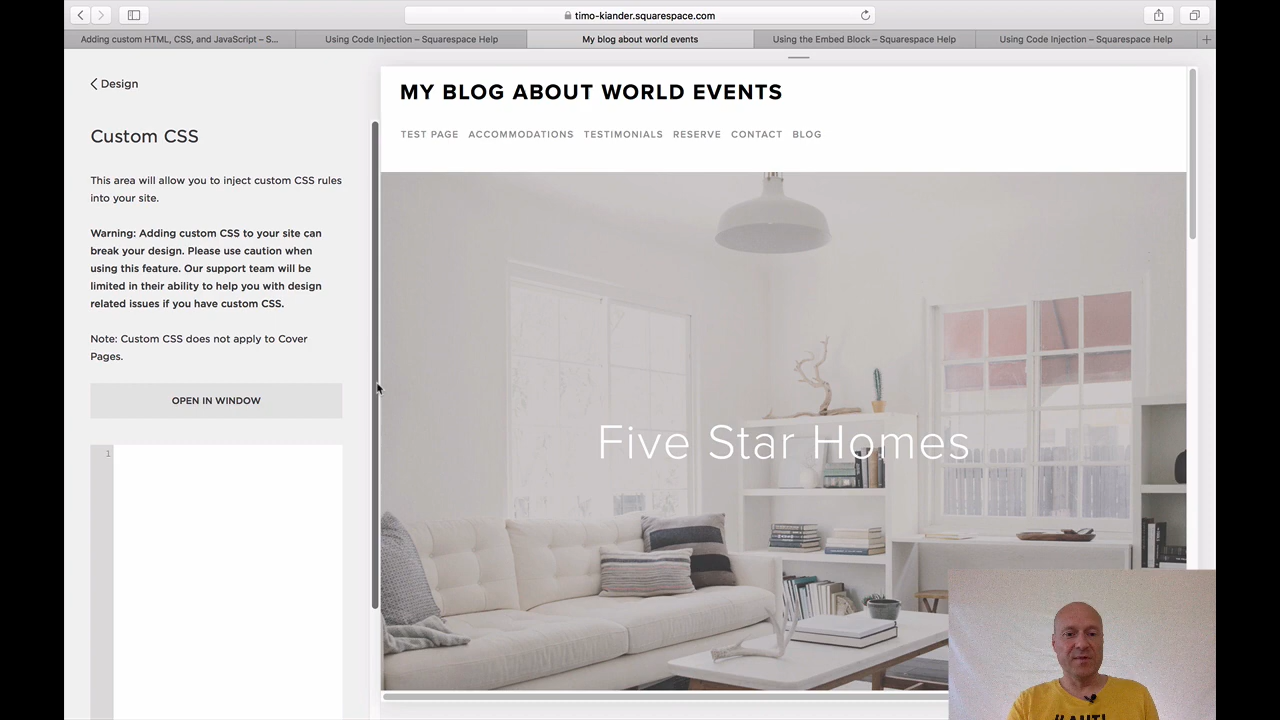 timo-kiander.squarespace.com
Adding custom HTML, CSS, and JavaScript – S...
Using Code Injection – Squarespace Help
My blog about world events
Using the Embed Block – Squarespace Help
Using Code Injection – Squarespace Help
Design
Custom CSS
This area will allow you to inject custom CSS rules
into your site.
Warning: Adding custom CSS to your site can
break your design. Please use caution when
using this feature. Our support team will be
limited in their ability to help you with design
related issues if you have custom CSS.
Note: Custom CSS does not apply to Cover
Pages.
OPEN IN WINDOW
1
MY BLOG ABOUT WORLD EVENTS
TEST PAGE ACCOMMODATIONS TESTIMONIALS RESERVE CONTACT BLOG
Five Star Homes